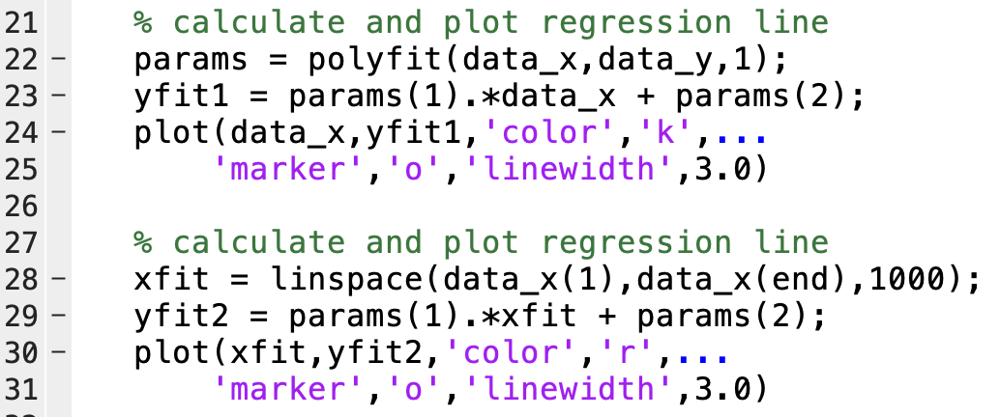 21 % calculate and plot regression line
22 – params = polyfit(data_x,data_y,1);
23 – yfit1 = params(1).*data_x + params(2);
24 – plot(data_x,yfit1,'color','k',...
25 'marker','o','linewidth',3.0)
26
27 % calculate and plot regression line
28 – xfit = linspace(data_x(1),data_x(end),1000);
29 – yfit2 = params(1).*xfit + params(2);
30 – plot(xfit,yfit2,'color','r',...
31 'marker','o','linewidth',3.0)